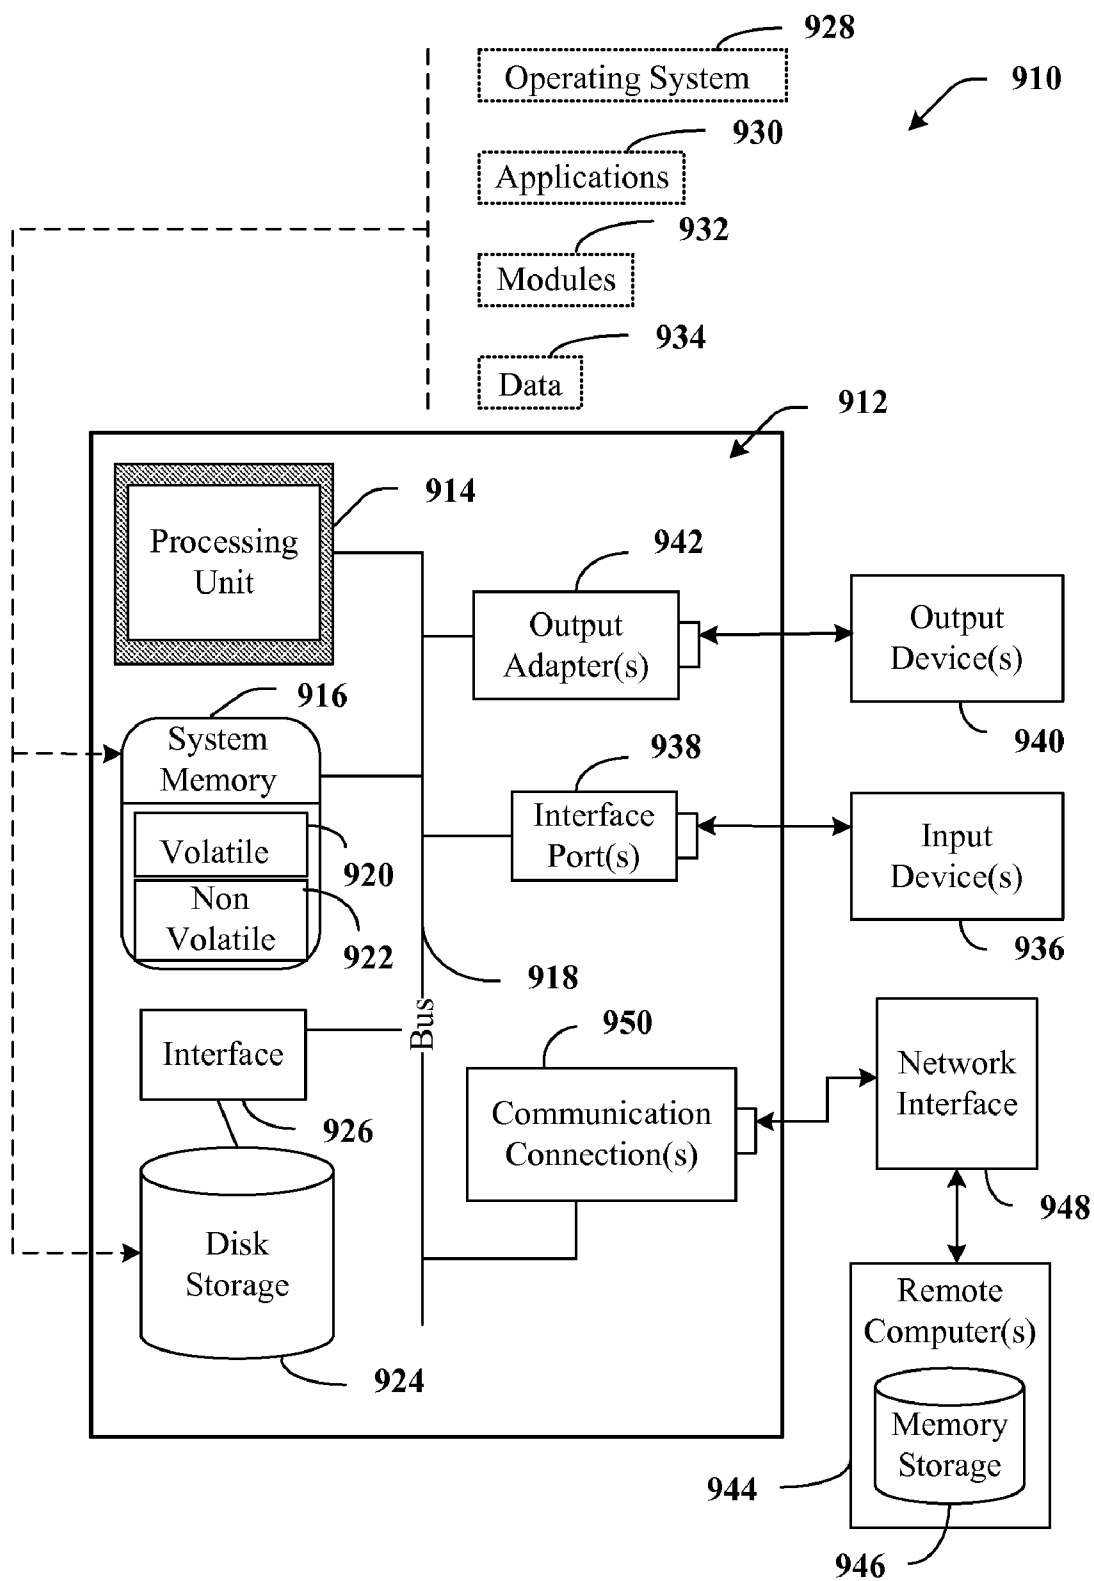 928
Operating System
910
930
Applications
932
Modules
934
Data
912
914
Processing
Unit
942
Output
Adapter(s)
Output
Device(s)
940
916
System
Memory
938
Interface
Port(s)
Input
Device(s)
936
Volatile
920
Non
Volatile
922
918
Bus
950
Interface
926
Communication
Connection(s)
Network
Interface
948
Disk
Storage
924
Remote
Computer(s)
Memory
Storage
944
946